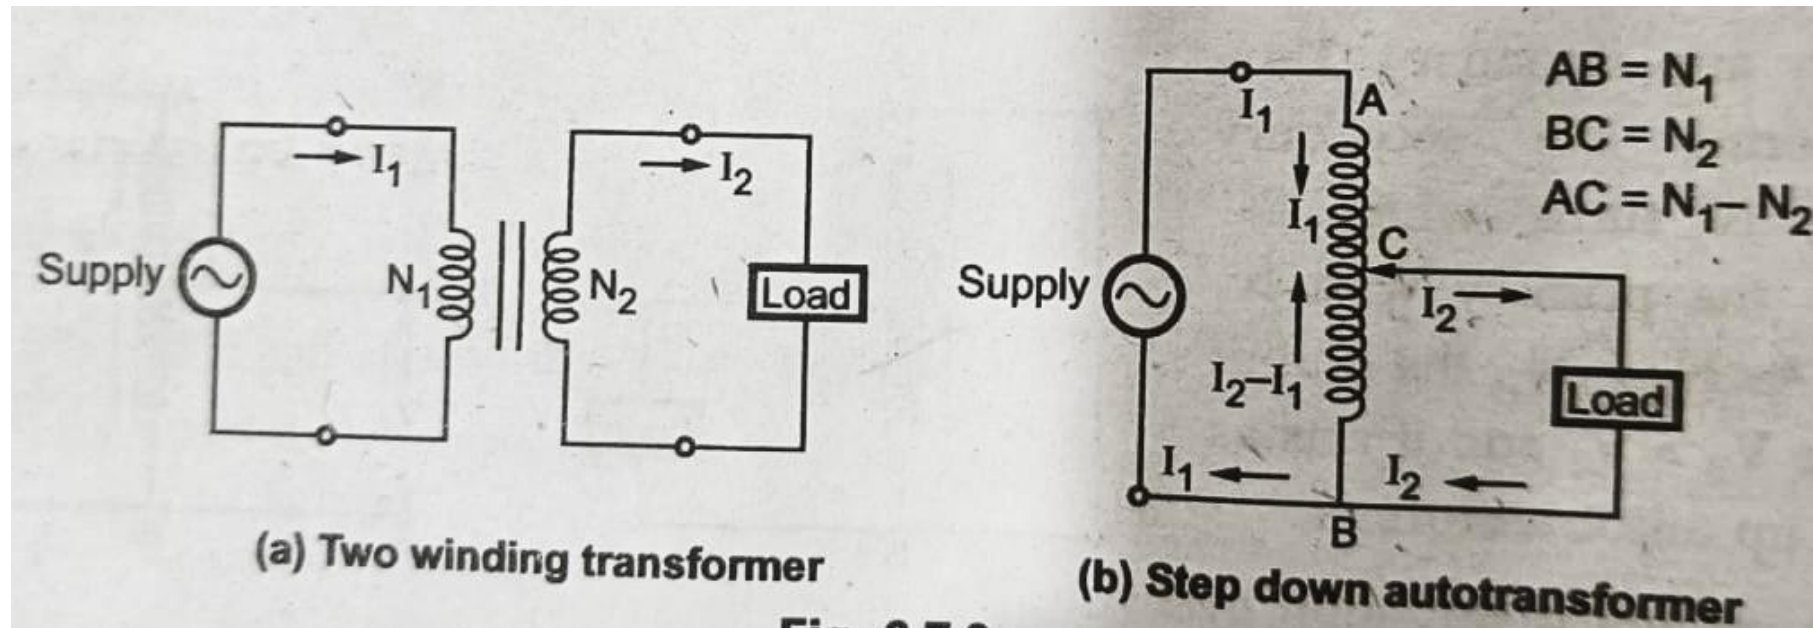 Supply
I1
N1
N2
I2
Load
(a) Two winding transformer
AB = N1
BC = N2
AC = N1 – N2
Supply
I1
A
I1
C
I2
I2–I1
Load
I1
I2
B
(b) Step down autotransformer